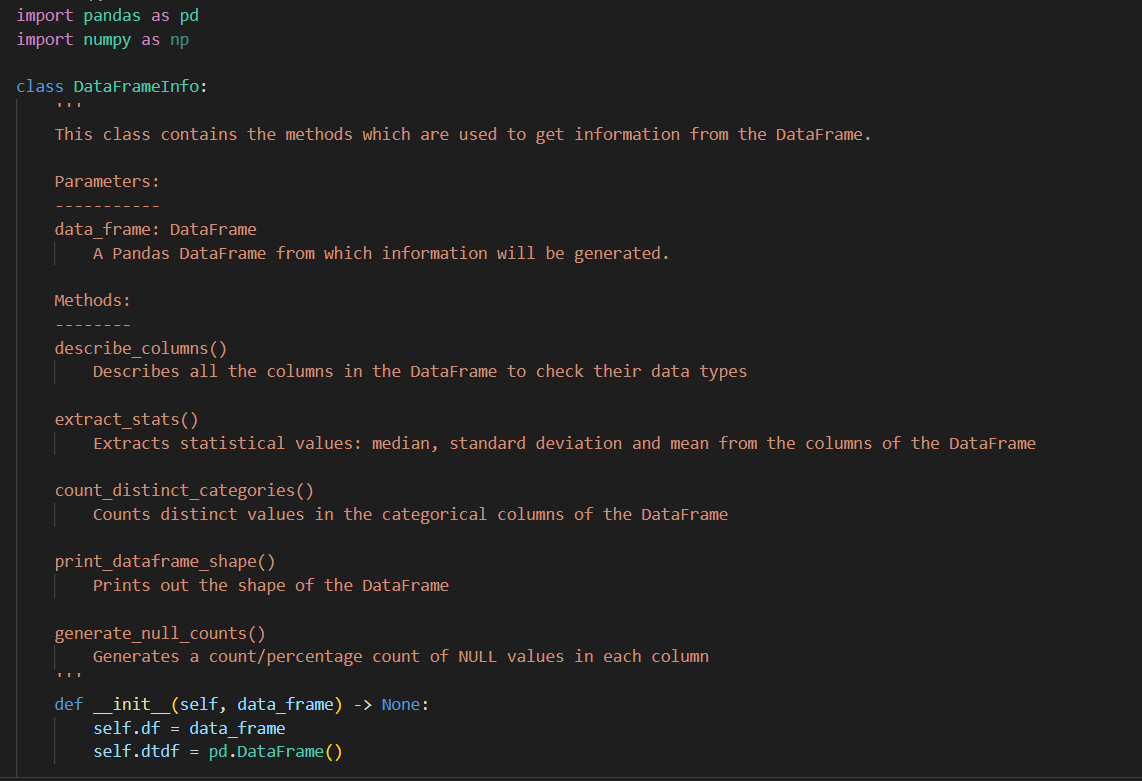 import pandas as pd
import numpy as np
class DataFrameInfo:
'''
This class contains the methods which are used to get information from the DataFrame.
Parameters:
-----------
data_frame: DataFrame
A Pandas DataFrame from which information will be generated.
Methods:
--------
describe_columns()
Describes all the columns in the DataFrame to check their data types
extract_stats()
Extracts statistical values: median, standard deviation and mean from the columns of the DataFrame
count_distinct_categories()
Counts distinct values in the categorical columns of the DataFrame
print_dataframe_shape()
Prints out the shape of the DataFrame
generate_null_counts()
Generates a count/percentage count of NULL values in each column
'''
def __init__(self, data_frame) -> None:
self.df = data_frame
self.dtdf = pd.DataFrame()